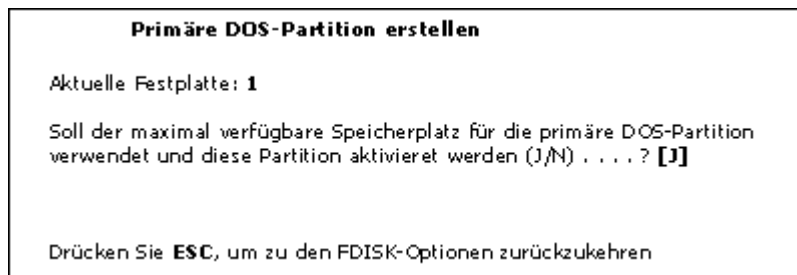 Primäre DOS-Partition erstellen
Aktuelle Festplatte: 1
Soll der maximal verfügbare Speicherplatz für die primäre DOS-Partition
verwendet und diese Partition aktivieret werden (J/N) . . . . ? [J]
Drücken Sie ESC, um zu den FDISK-Optionen zurückzukehren